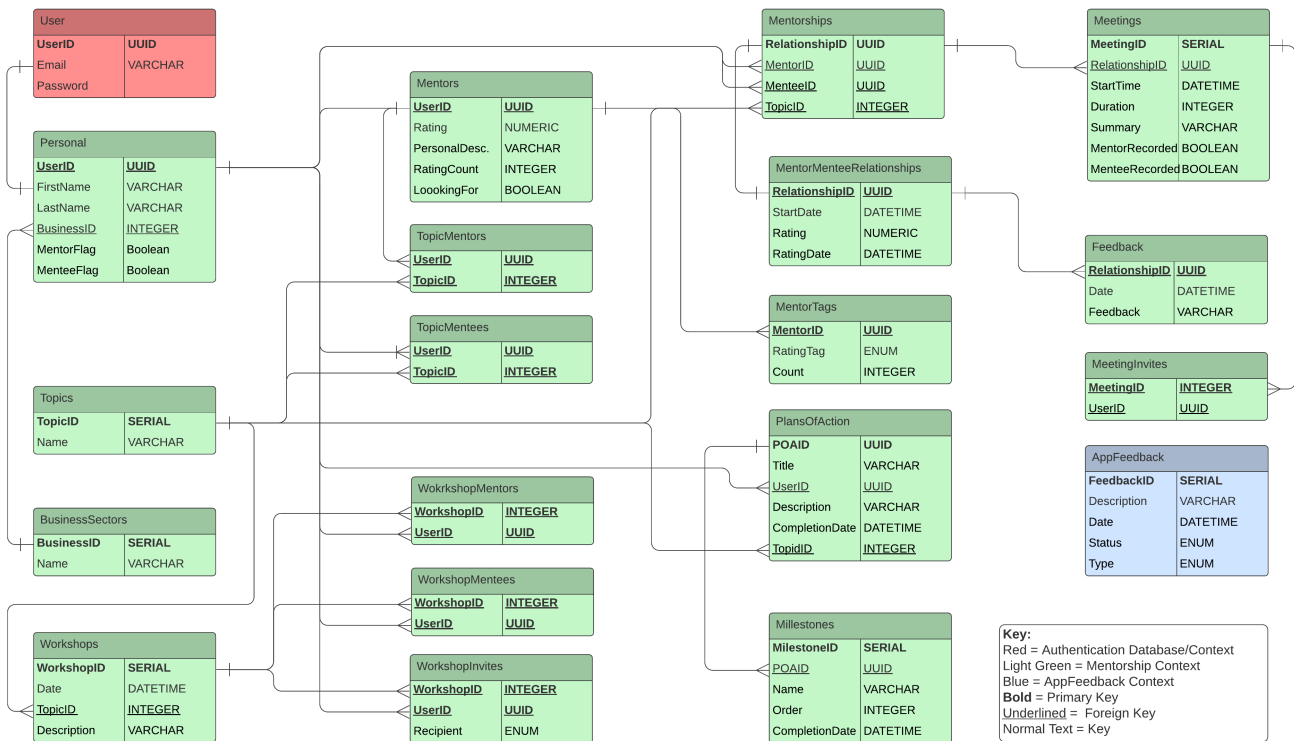 User
UserID UUID
Email VARCHAR
Password
Personal
UserID UUID
FirstName VARCHAR
LastName VARCHAR
BusinessID INTEGER
MentorFlag Boolean
MenteeFlag Boolean
Topics
TopicID SERIAL
Name VARCHAR
BusinessSectors
BusinessID SERIAL
Name VARCHAR
Workshops
WorkshopID SERIAL
Date DATETIME
TopicID INTEGER
Description VARCHAR
Mentors
UserID UUID
Rating NUMERIC
PersonalDesc. VARCHAR
RatingCount INTEGER
LoookingFor BOOLEAN
TopicMentors
UserID UUID
TopicID INTEGER
TopicMentees
UserID UUID
TopicID INTEGER
WokrkshopMentors
WorkshopID INTEGER
UserID UUID
WorkshopMentees
WorkshopID INTEGER
UserID UUID
WorkshopInvites
WorkshopID INTEGER
UserID UUID
Recipient ENUM
Mentorships
RelationshipID UUID
MentorID UUID
MenteeID UUID
TopicID INTEGER
MentorMenteeRelationships
RelationshipID UUID
StartDate DATETIME
Rating NUMERIC
RatingDate DATETIME
MentorTags
MentorID UUID
RatingTag ENUM
Count INTEGER
PlansOfAction
POAID UUID
Title VARCHAR
UserID UUID
Description VARCHAR
CompletionDate DATETIME
TopidID INTEGER
Millestones
MilestoneID SERIAL
POAID UUID
Name VARCHAR
Order INTEGER
CompletionDate DATETIME
Meetings
MeetingID SERIAL
RelationshipID UUID
StartTime DATETIME
Duration INTEGER
Summary VARCHAR
MentorRecorded BOOLEAN
MenteeRecorded BOOLEAN
Feedback
RelationshipID UUID
Date DATETIME
Feedback VARCHAR
MeetingInvites
MeetingID INTEGER
UserID UUID
AppFeedback
FeedbackID SERIAL
Description VARCHAR
Date DATETIME
Status ENUM
Type ENUM
Key:
Red = Authentication Database/Context
Light Green = Mentorship Context
Blue = AppFeedback Context
Bold = Primary Key
Underlined = Foreign Key
Normal Text = Key